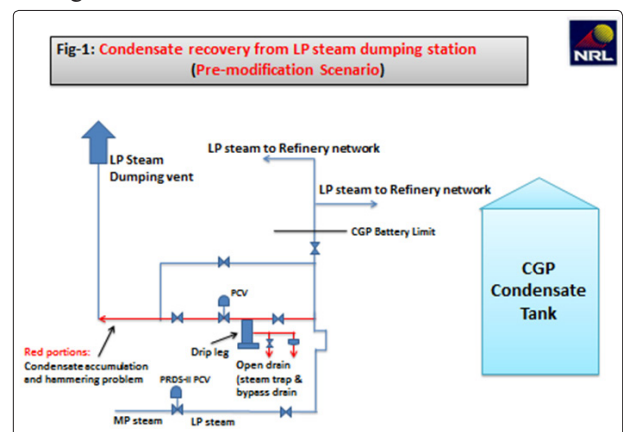 Fig-1: Condensate recovery from LP steam dumping station
(Pre-modification Scenario)
NRL
LP Steam
Dumping vent
LP steam to Refinery network
LP steam to Refinery network
CGP Battery Limit
CGP
Condensate
Tank
PCV
Red portions:
Condensate accumulation
and hammering problem
Drip leg
Open drain
(steam trap &
bypass drain
PRDS-II PCV
MP steam
LP steam